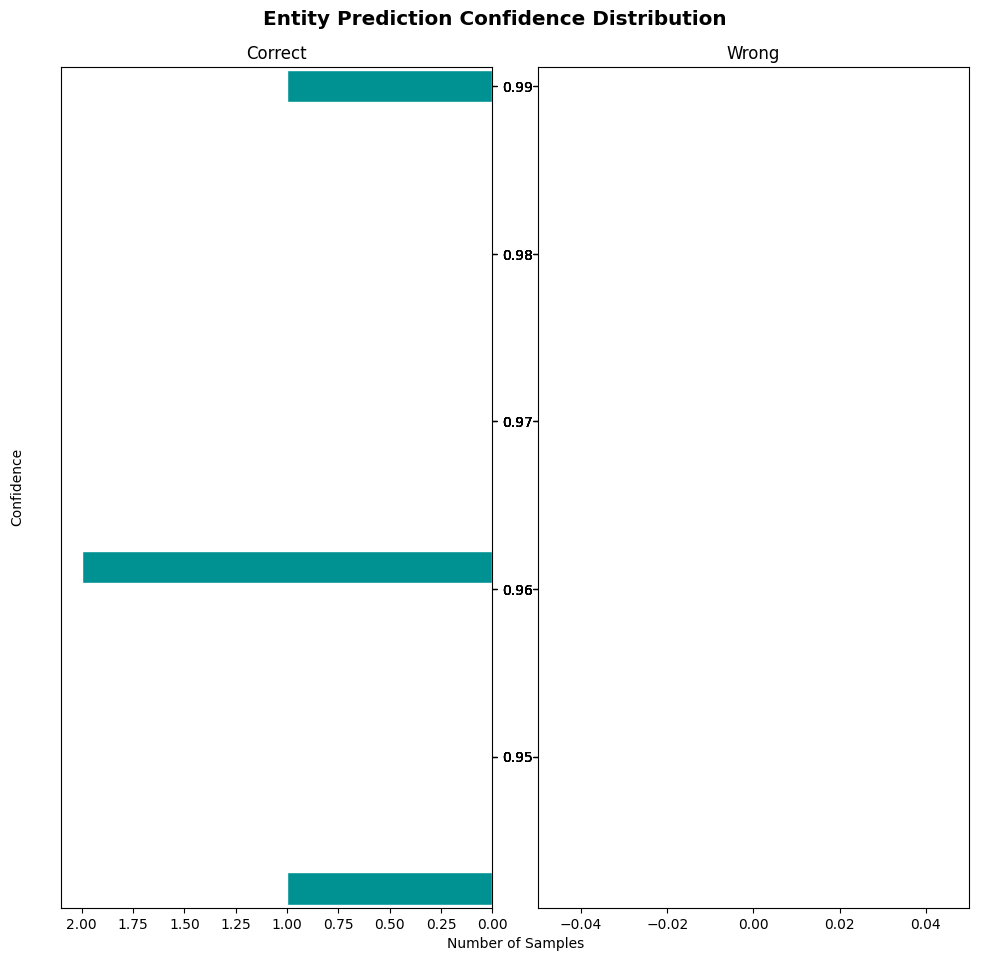 Entity Prediction Confidence Distribution
Correct
Wrong
0.99
0.98
0.97
0.96
0.95
Confidence
2.00 1.75 1.50 1.25 1.00 0.75 0.50 0.25 0.00
−0.04 −0.02 0.00 0.02 0.04
Number of Samples